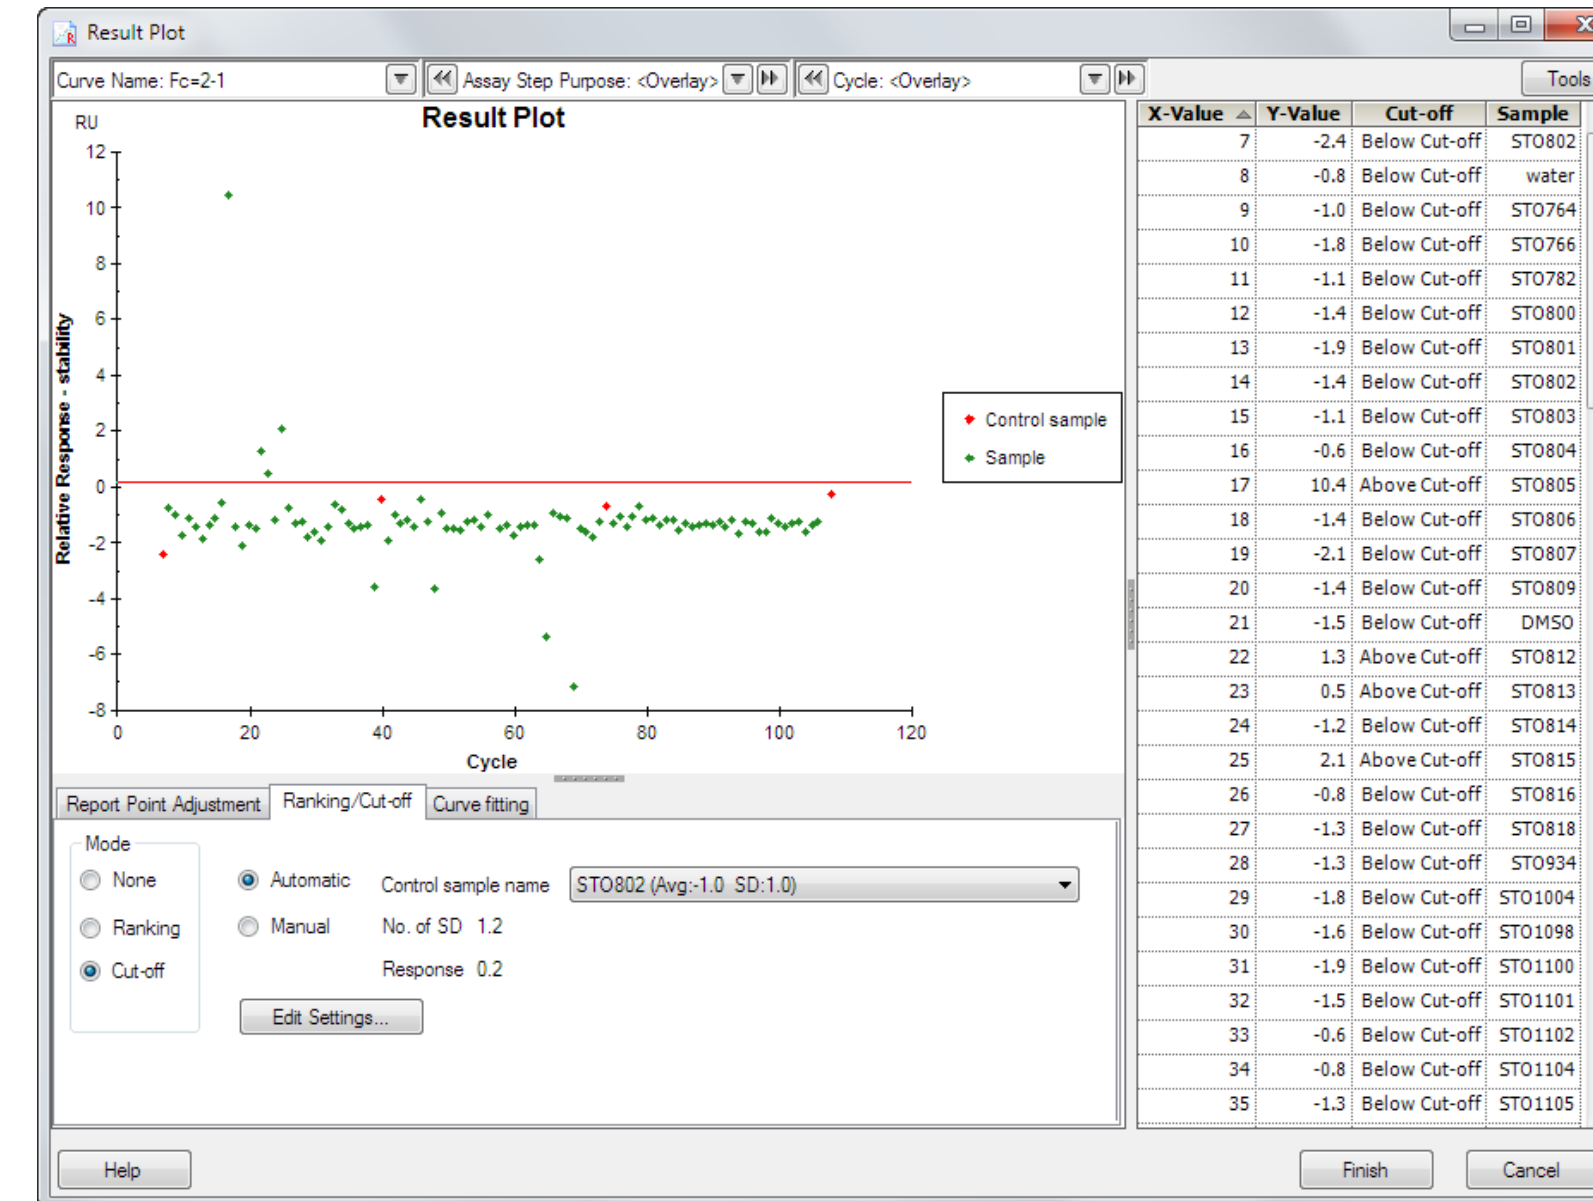 Result Plot
Curve Name: Fc=2-1
Assay Step Purpose: <Overlay>
Cycle: <Overlay>
Tools
RU
Result Plot
12
10
8
6
4
2
0
-2
-4
-6
-8
Relative Response - stability
0 20 40 60 80 100 120
Cycle
Control sample
Sample
X-Value Y-Value Cut-off Sample
7 -2.4 Below Cut-off STO802
8 -0.8 Below Cut-off water
9 -1.0 Below Cut-off STO764
10 -1.8 Below Cut-off STO766
11 -1.1 Below Cut-off STO782
12 -1.4 Below Cut-off STO800
13 -1.9 Below Cut-off STO801
14 -1.4 Below Cut-off STO802
15 -1.1 Below Cut-off STO803
16 -0.6 Below Cut-off STO804
17 10.4 Above Cut-off STO805
18 -1.4 Below Cut-off STO806
19 -2.1 Below Cut-off STO807
20 -1.4 Below Cut-off STO809
21 -1.5 Below Cut-off DMSO
22 1.3 Above Cut-off STO812
23 0.5 Above Cut-off STO813
24 -1.2 Below Cut-off STO814
25 2.1 Above Cut-off STO815
26 -0.8 Below Cut-off STO816
27 -1.3 Below Cut-off STO818
28 -1.3 Below Cut-off STO934
29 -1.8 Below Cut-off STO1004
30 -1.6 Below Cut-off STO1098
31 -1.9 Below Cut-off STO1100
32 -1.5 Below Cut-off STO1101
33 -0.6 Below Cut-off STO1102
34 -0.8 Below Cut-off STO1104
35 -1.3 Below Cut-off STO1105
Report Point Adjustment
Ranking/Cut-off
Curve fitting
Mode
None
Ranking
Cut-off
Automatic
Manual
Control sample name STO802 (Avg:-1.0 SD:1.0)
No. of SD 1.2
Response 0.2
Edit Settings...
Help
Finish
Cancel